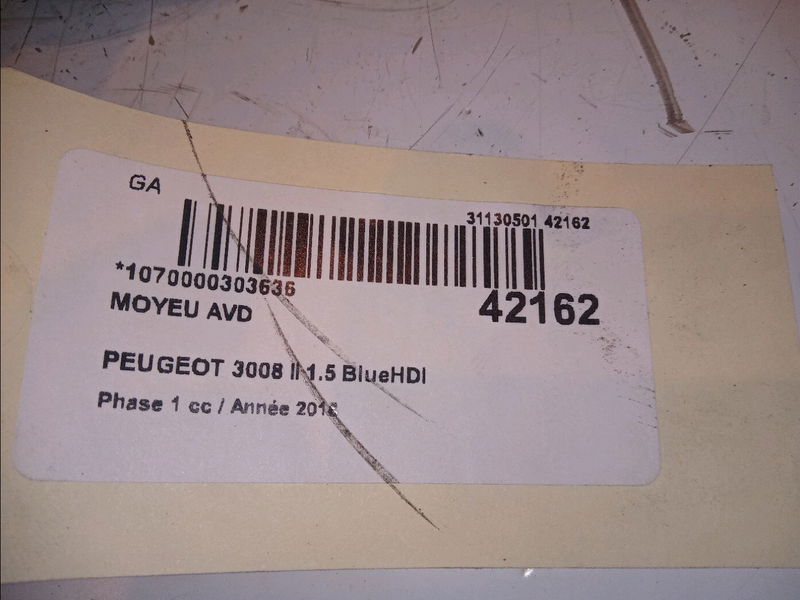 GA
31130501 42162
*1070000303636
42162
MOYEU AVD
PEUGEOT 3008 II 1.5 BlueHDI
Phase 1 cc / Année